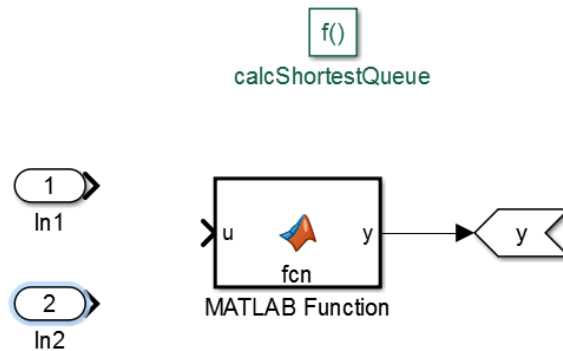 f()
calcShortestQueue
1
In1
u
y
y
fcn
MATLAB Function
2
In2